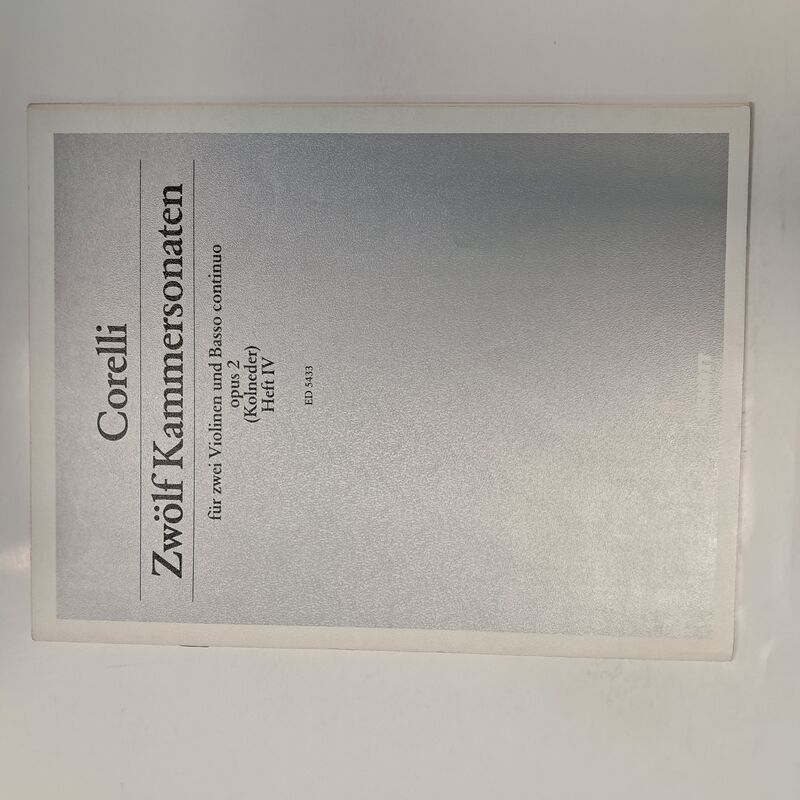 Corelli
Zwölf Kammersonaten
für zwei Violinen und Basso continuo
opus 2
(Kolneder)
Heft IV
ED 5433